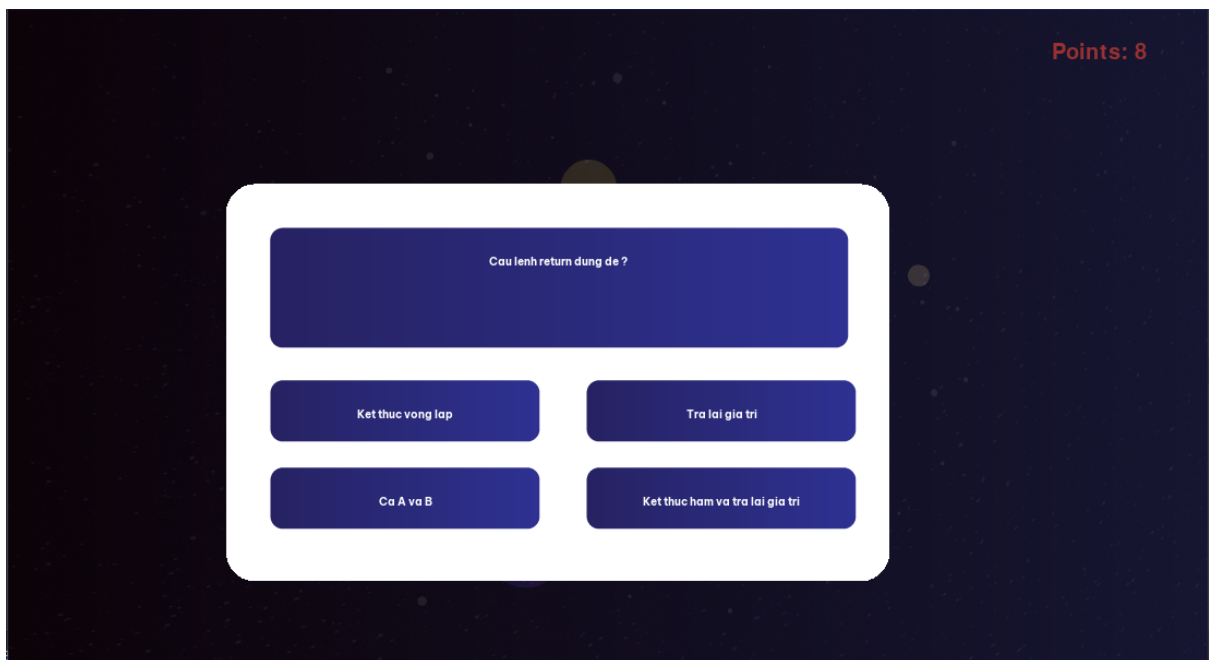 Points: 8
Cau lenh return dung de ?
Ket thuc vong lap
Tra lai gia tri
Ca A va B
Ket thuc ham va tra lai gia tri